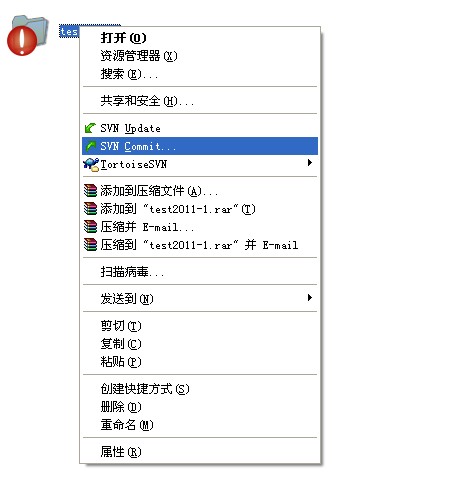 tes
打开(O)
资源管理器(X)
搜索(E)...
共享和安全(H)...
SVN Update
SVN Commit...
TortoiseSVN
添加到压缩文件(A)...
添加到 "test2011-1.rar"(T)
压缩并 E-mail...
压缩到 "test2011-1.rar" 并 E-mail
扫描病毒...
发送到(N)
剪切(T)
复制(C)
粘贴(P)
创建快捷方式(S)
删除(D)
重命名(M)
属性(R)